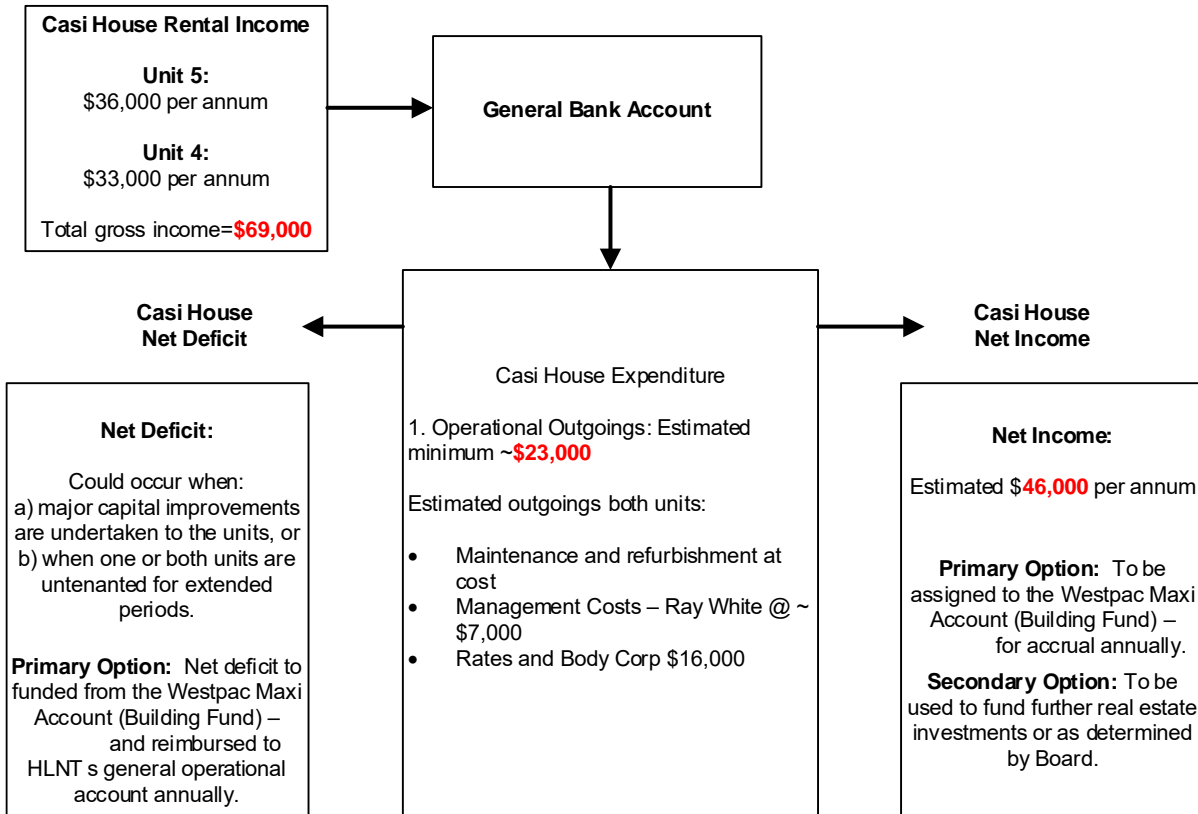 Casi House Rental Income
Unit 5:
$36,000 per annum
Unit 4:
$33,000 per annum
Total gross income=$69,000
General Bank Account
Casi House
Net Deficit
Casi House
Net Income
Net Deficit:
Could occur when:
a) major capital improvements
are undertaken to the units, or
b) when one or both units are
untenanted for extended
periods.
Primary Option: Net deficit to
funded from the Westpac Maxi
Account (Building Fund) –
and reimbursed to
HLNT s general operational
account annually.
Casi House Expenditure
1. Operational Outgoings: Estimated
minimum ~$23,000
Estimated outgoings both units:
• Maintenance and refurbishment at
cost
• Management Costs – Ray White @ ~
$7,000
• Rates and Body Corp $16,000
Net Income:
Estimated $46,000 per annum
Primary Option: To be
assigned to the Westpac Maxi
Account (Building Fund) –
for accrual annually.
Secondary Option: To be
used to fund further real estate
investments or as determined
by Board.